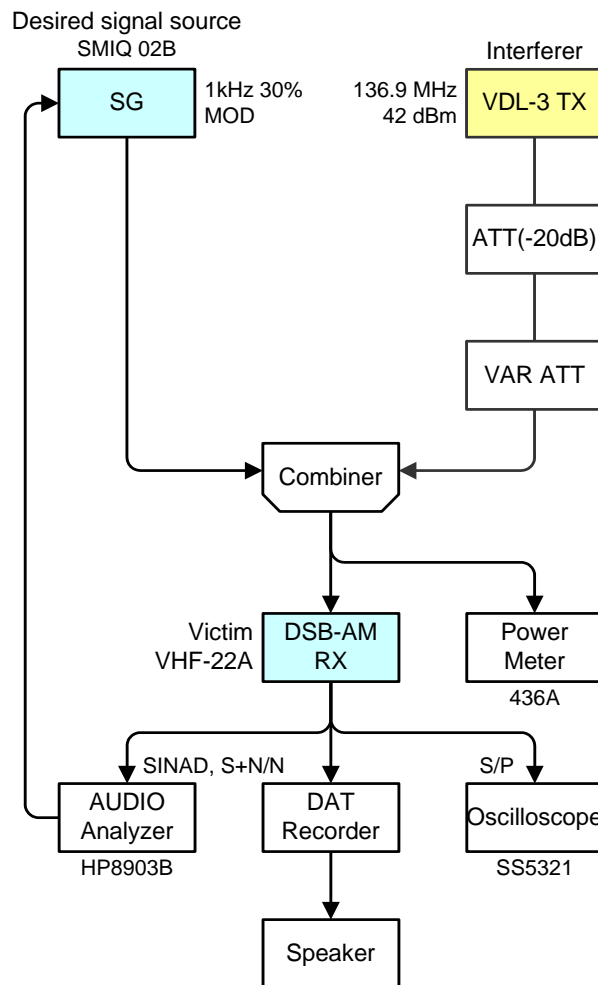 Desired signal source
SMIQ 02B
SG
1kHz 30%
MOD
Interferer
136.9 MHz
42 dBm
VDL-3 TX
ATT(-20dB)
VAR ATT
Combiner
Victim
VHF-22A
DSB-AM
RX
Power
Meter
436A
SINAD, S+N/N
S/P
AUDIO
Analyzer
HP8903B
DAT
Recorder
Oscilloscope
SS5321
Speaker